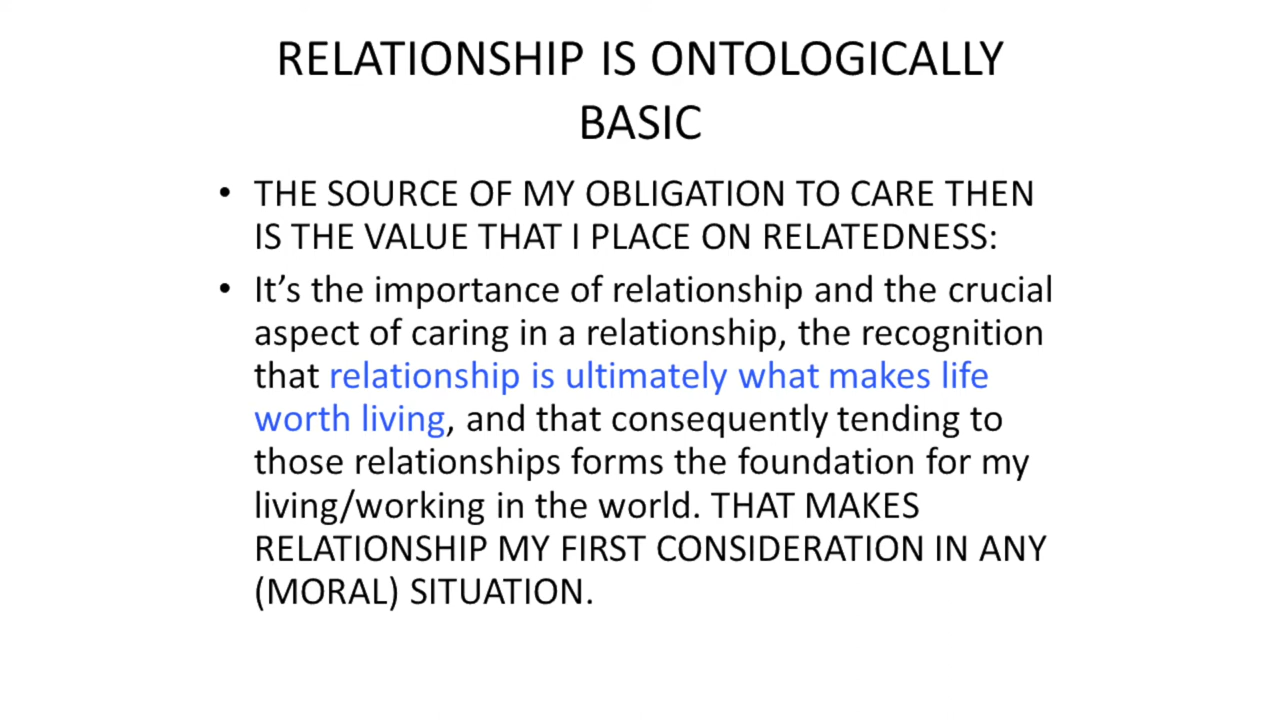 RELATIONSHIP IS ONTOLOGICALLY
BASIC
• THE SOURCE OF MY OBLIGATION TO CARE THEN
IS THE VALUE THAT I PLACE ON RELATEDNESS:
• It’s the importance of relationship and the crucial
aspect of caring in a relationship, the recognition
that relationship is ultimately what makes life
worth living, and that consequently tending to
those relationships forms the foundation for my
living/working in the world. THAT MAKES
RELATIONSHIP MY FIRST CONSIDERATION IN ANY
(MORAL) SITUATION.